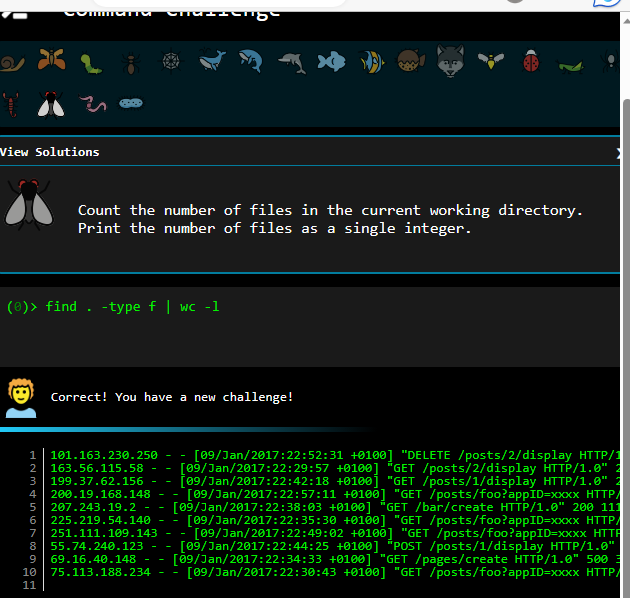 Command Challenge
View Solutions
Count the number of files in the current working directory.
Print the number of files as a single integer.
(0)> find . -type f | wc -l
Correct! You have a new challenge!
1 101.163.230.250 - - [09/Jan/2017:22:52:31 +0100] "DELETE /posts/2/display HTTP/1
2 163.56.115.58 - - [09/Jan/2017:22:29:57 +0100] "GET /posts/2/display HTTP/1.0" 2
3 199.37.62.156 - - [09/Jan/2017:22:42:18 +0100] "GET /posts/1/display HTTP/1.0" 2
4 200.19.168.148 - - [09/Jan/2017:22:57:11 +0100] "GET /posts/foo?appID=xxxx HTTP/
5 207.243.19.2 - - [09/Jan/2017:22:38:03 +0100] "GET /bar/create HTTP/1.0" 200 111
6 225.219.54.140 - - [09/Jan/2017:22:35:30 +0100] "GET /posts/foo?appID=xxxx HTTP/
7 251.111.109.143 - - [09/Jan/2017:22:49:02 +0100] "GET /posts/foo?appID=xxxx HTTP
8 55.74.240.123 - - [09/Jan/2017:22:44:25 +0100] "POST /posts/1/display HTTP/1.0"
9 69.16.40.148 - - [09/Jan/2017:22:34:33 +0100] "GET /pages/create HTTP/1.0" 500 3
10 75.113.188.234 - - [09/Jan/2017:22:30:43 +0100] "GET /posts/foo?appID=xxxx HTTP/
11